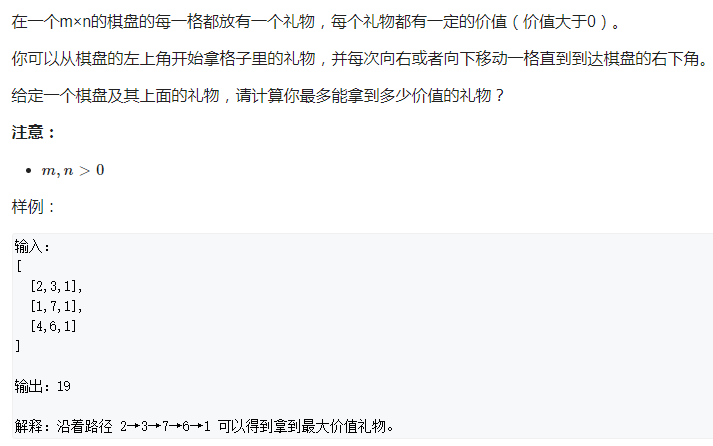 在一个m×n的棋盘的每一格都放有一个礼物，每个礼物都有一定的价值（价值大于0）。
你可以从棋盘的左上角开始拿格子里的礼物，并每次向右或者向下移动一格直到到达棋盘的右下角。
给定一个棋盘及其上面的礼物，请计算你最多能拿到多少价值的礼物？
注意：
• m, n > 0
样例：
输入：
[
[2,3,1],
[1,7,1],
[4,6,1]
]
输出：19
解释：沿着路径 2→3→7→6→1 可以得到拿到最大价值礼物。